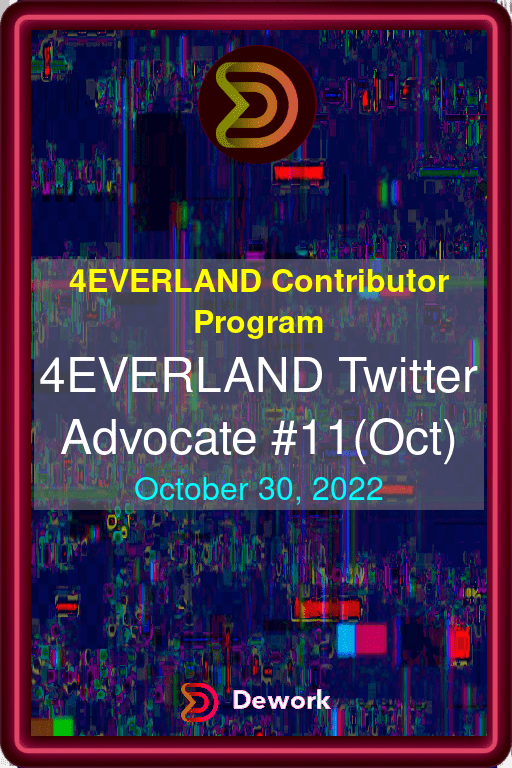 4EVERLAND Contributor
Program
4EVERLAND Twitter
Advocate #11(Oct)
October 30, 2022
Dework